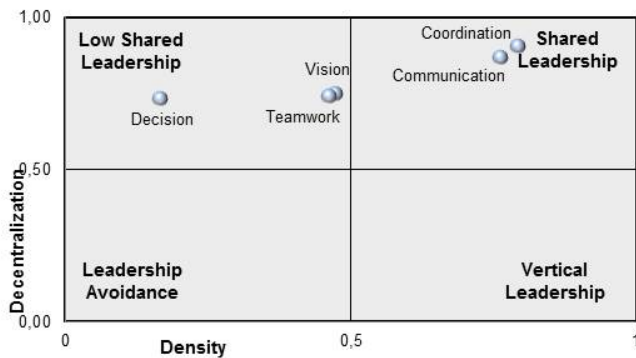 1,00
Low Shared
Leadership
Coordination
Shared
Leadership
Vision
Communication
Decision
Teamwork
0,50
Decentralization
Leadership
Avoidance
Vertical
Leadership
0,00
0
0,5
1
Density